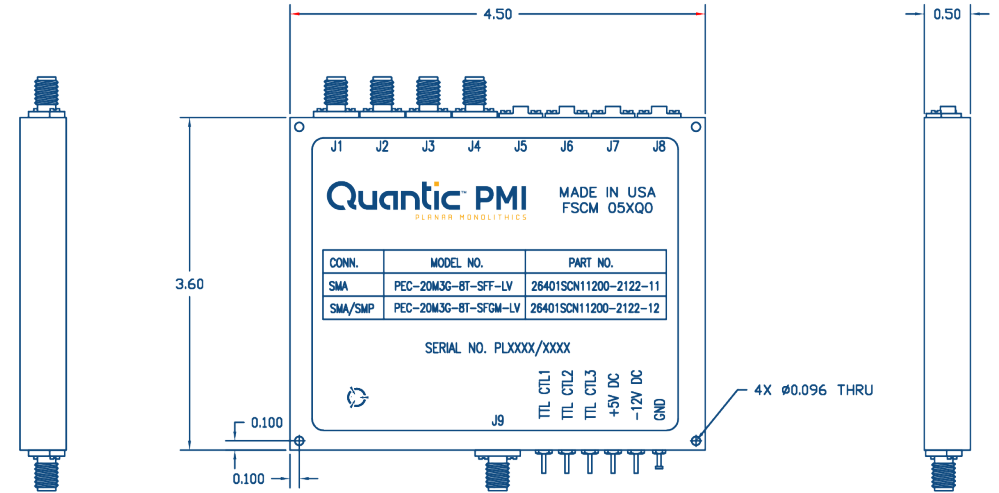 4.50
0.50
J1 J2 J3 J4 J5 J6 J7 J8
Quantic™ PMI
PLANAR MONOLITHICS
MADE IN USA
FSCM 05XQ0
CONN. MODEL NO. PART NO.
SMA PEC-20M3G-8T-SFF-LV 26401SCN11200-2122-11
SMA/SMP PEC-20M3G-8T-SFGM-LV 26401SCN11200-2122-12
3.60
SERIAL NO. PLXXXX/XXXX
TTL CTL1
TTL CTL2
TTL CTL3
+5V DC
-12V DC
GND
J9
4X Ø0.096 THRU
0.100
0.100